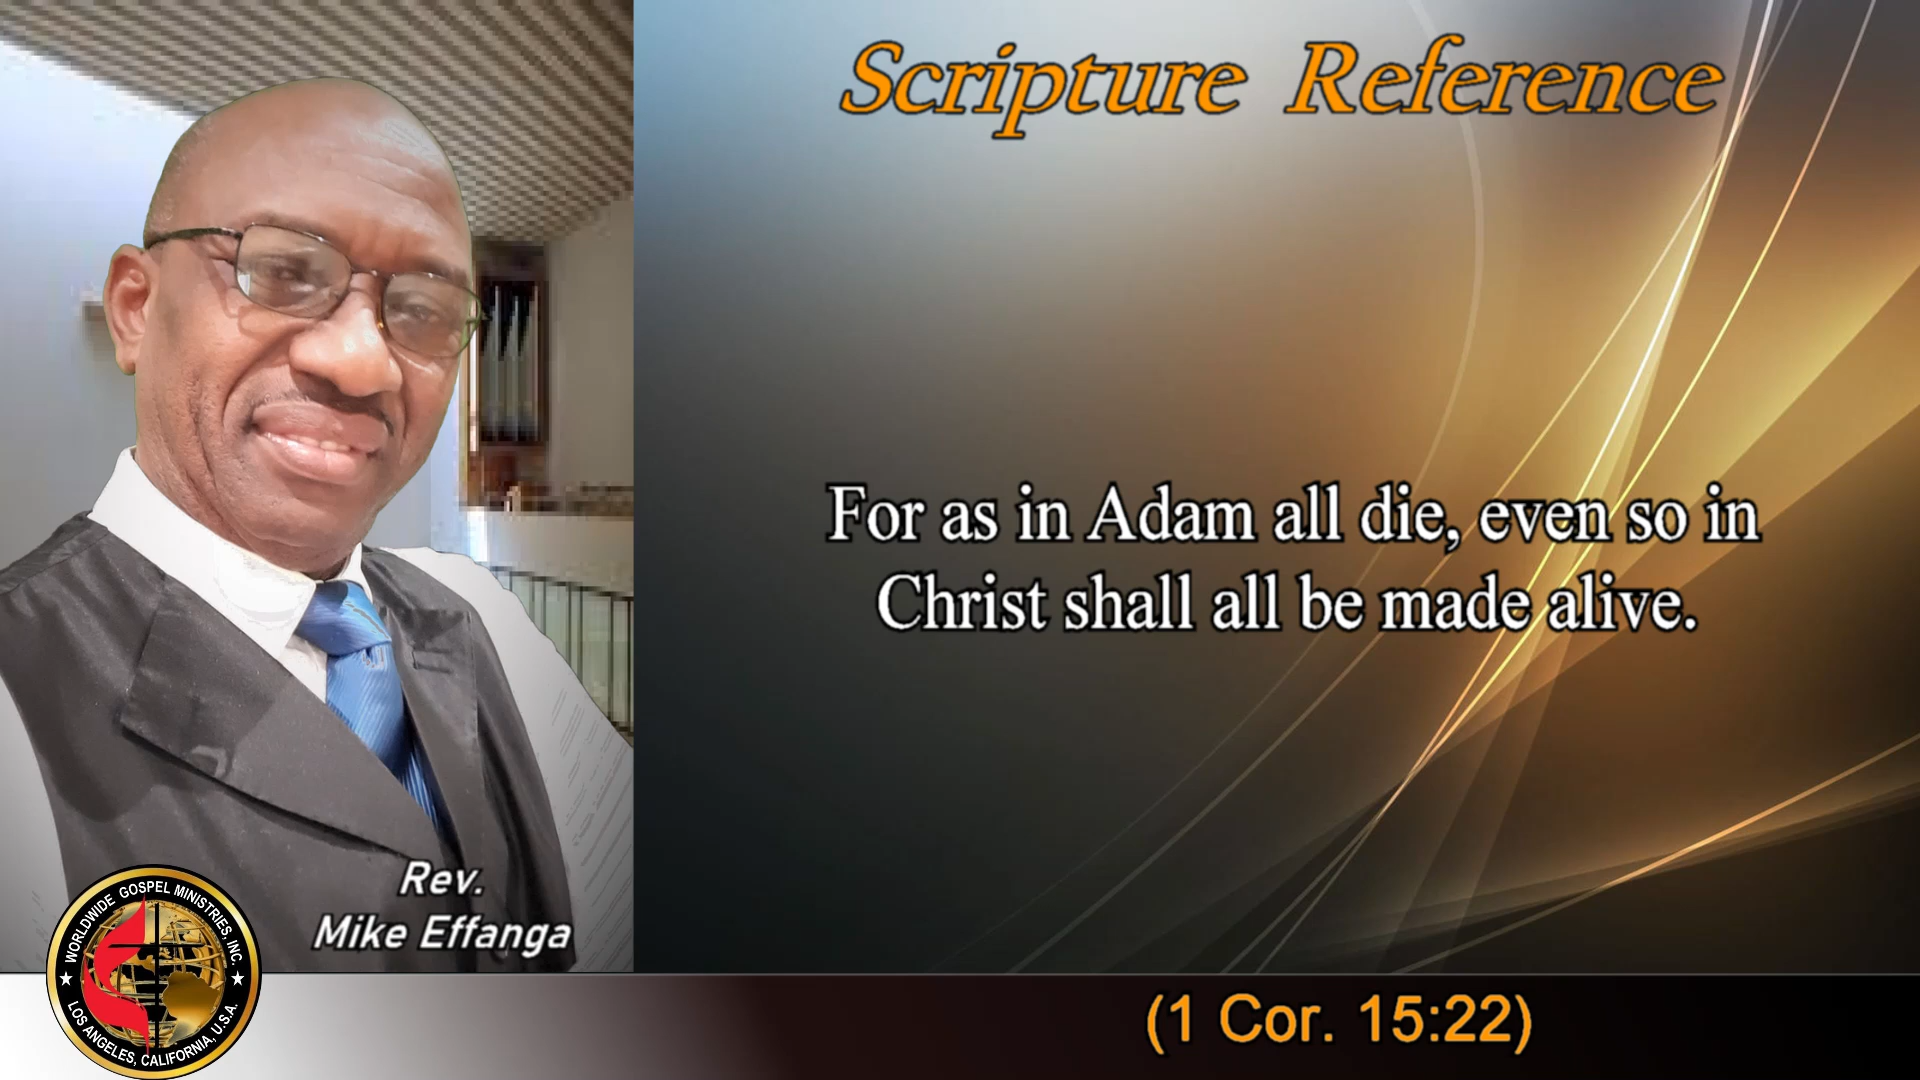 Scripture Reference
For as in Adam all die, even so in
Christ shall all be made alive.
Rev.
Mike Effanga
WORLDWIDE GOSPEL MINISTRIES, INC.
LOS ANGELES, CALIFORNIA, U.S.A.
(1 Cor. 15:22)